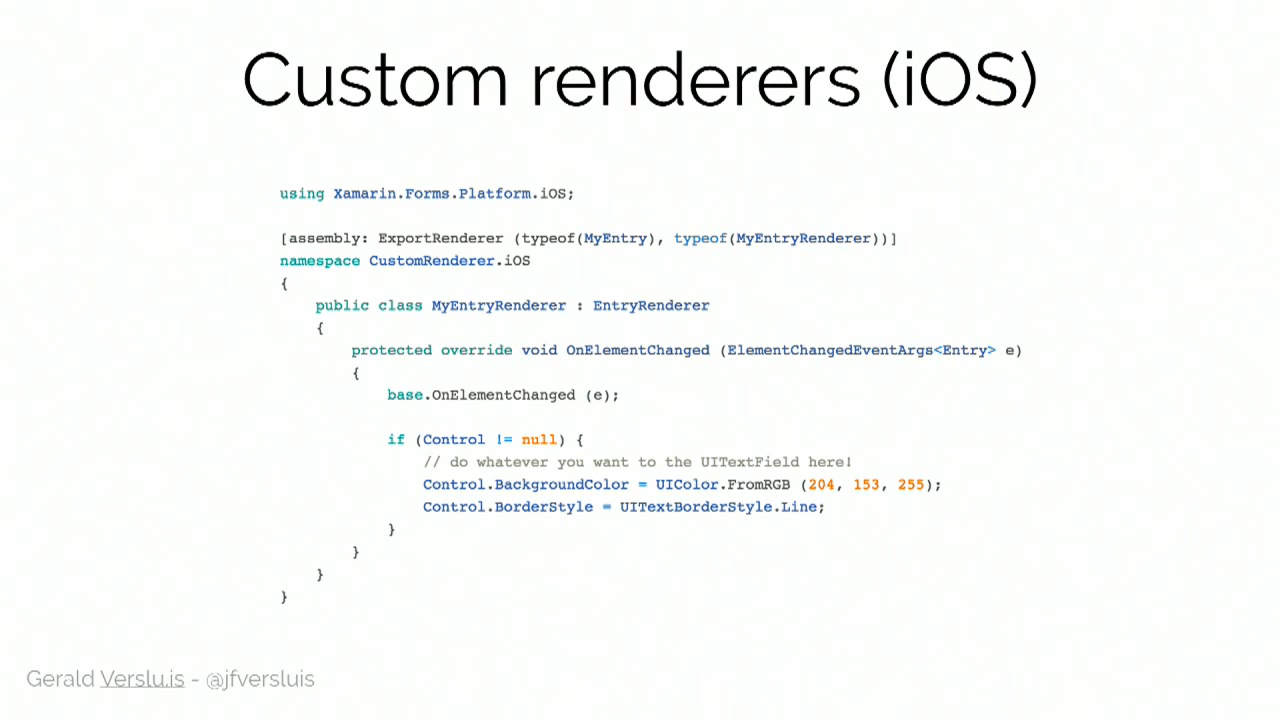 Custom renderers (iOS)
using Xamarin.Forms.Platform.iOS;
[assembly: ExportRenderer (typeof(MyEntry), typeof(MyEntryRenderer))]
namespace CustomRenderer.iOS
{
    public class MyEntryRenderer : EntryRenderer
    {
        protected override void OnElementChanged (ElementChangedEventArgs<Entry> e)
        {
            base.OnElementChanged (e);
            if (Control != null) {
                // do whatever you want to the UITextField here!
                Control.BackgroundColor = UIColor.FromRGB (204, 153, 255);
                Control.BorderStyle = UITextBorderStyle.Line;
            }
        }
    }
}
Gerald Verslu.is - @jfversluis